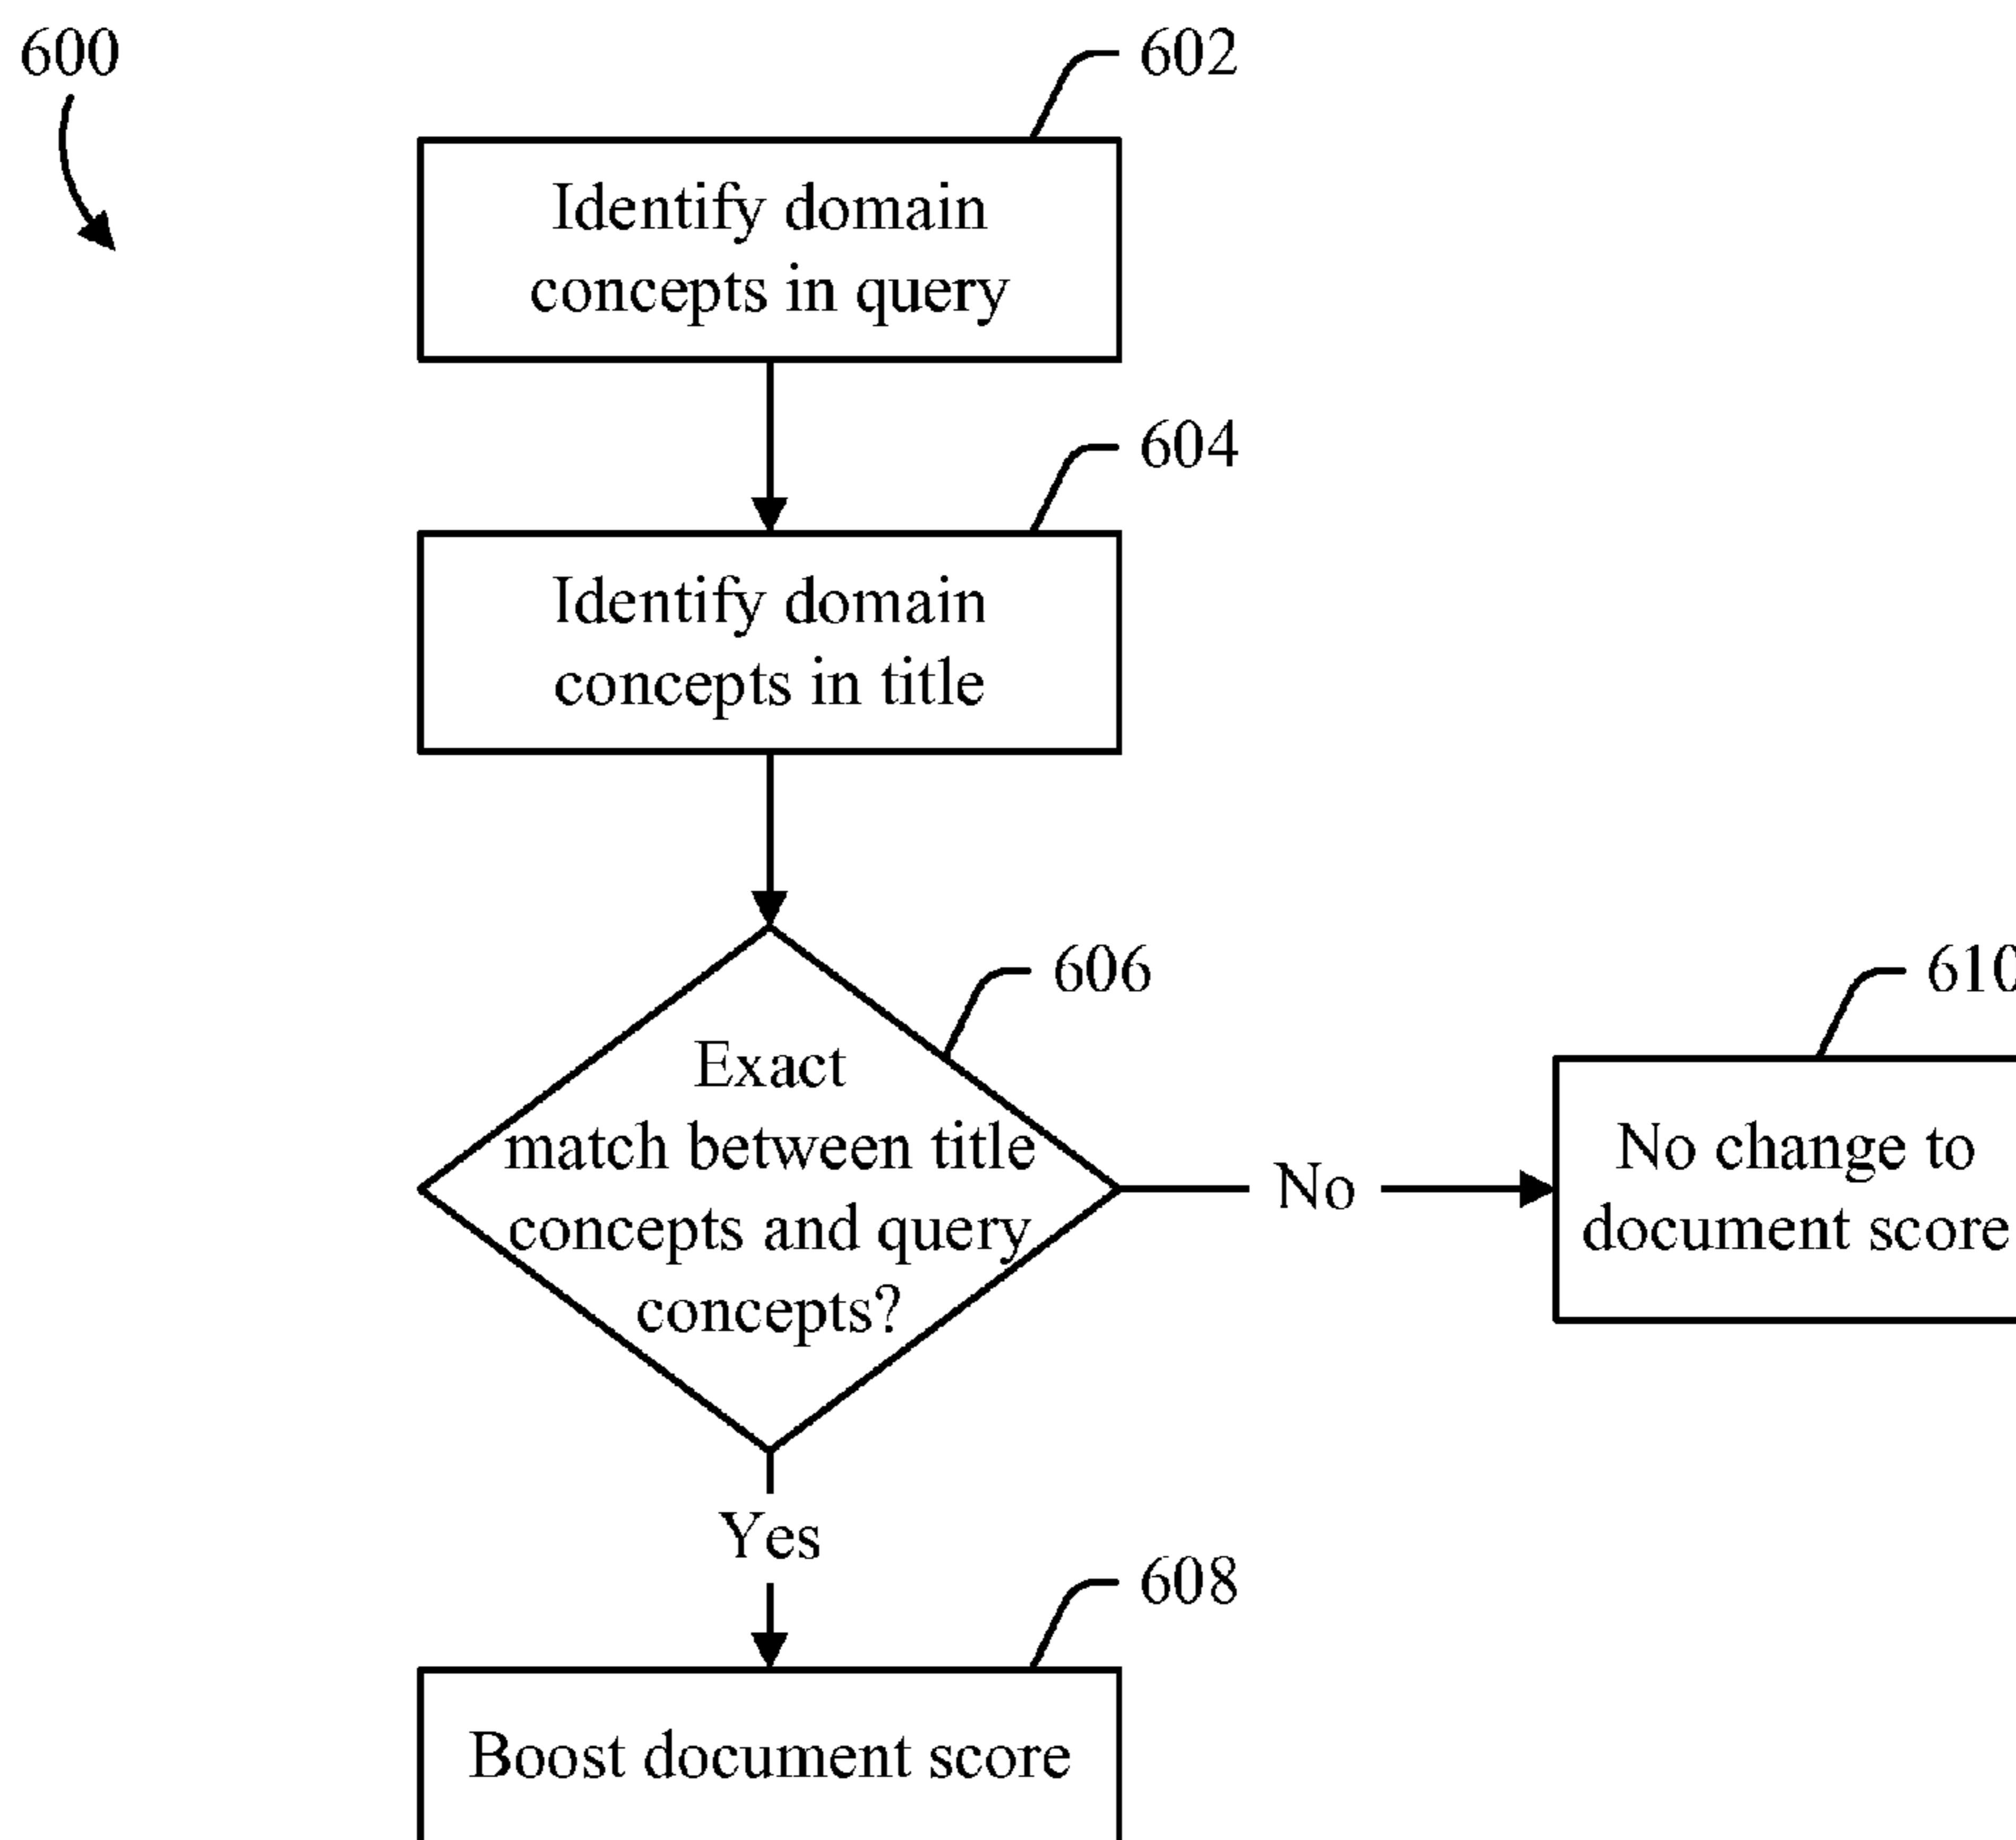 600
602
Identify domain
concepts in query
604
Identify domain
concepts in title
606
Exact
match between title
concepts and query
concepts?
No
610
No change to
document score
Yes
608
Boost document score